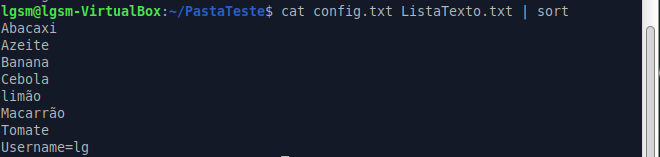 lgsm@lgsm-VirtualBox:~/PastaTeste$ cat config.txt ListaTexto.txt | sort
Abacaxi
Azeite
Banana
Cebola
limão
Macarrão
Tomate
Username=lg